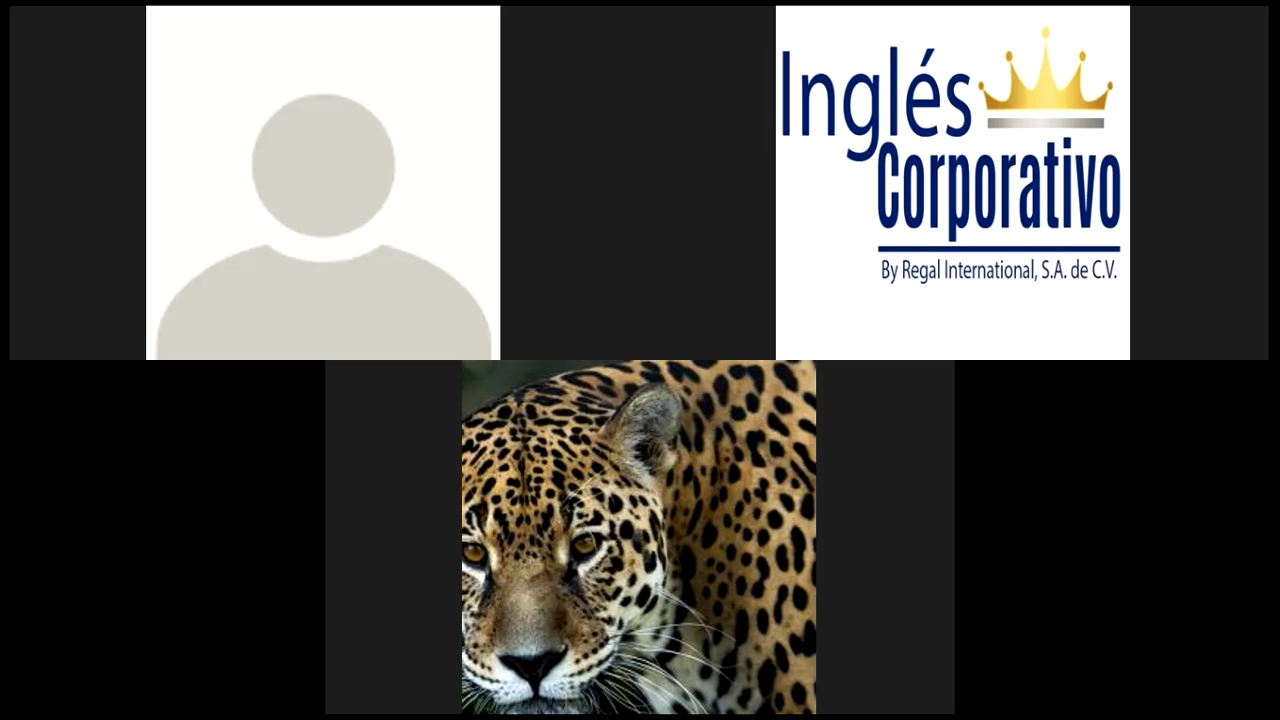 Inglés
Corporativo
By Regal International, S.A. de C.V.